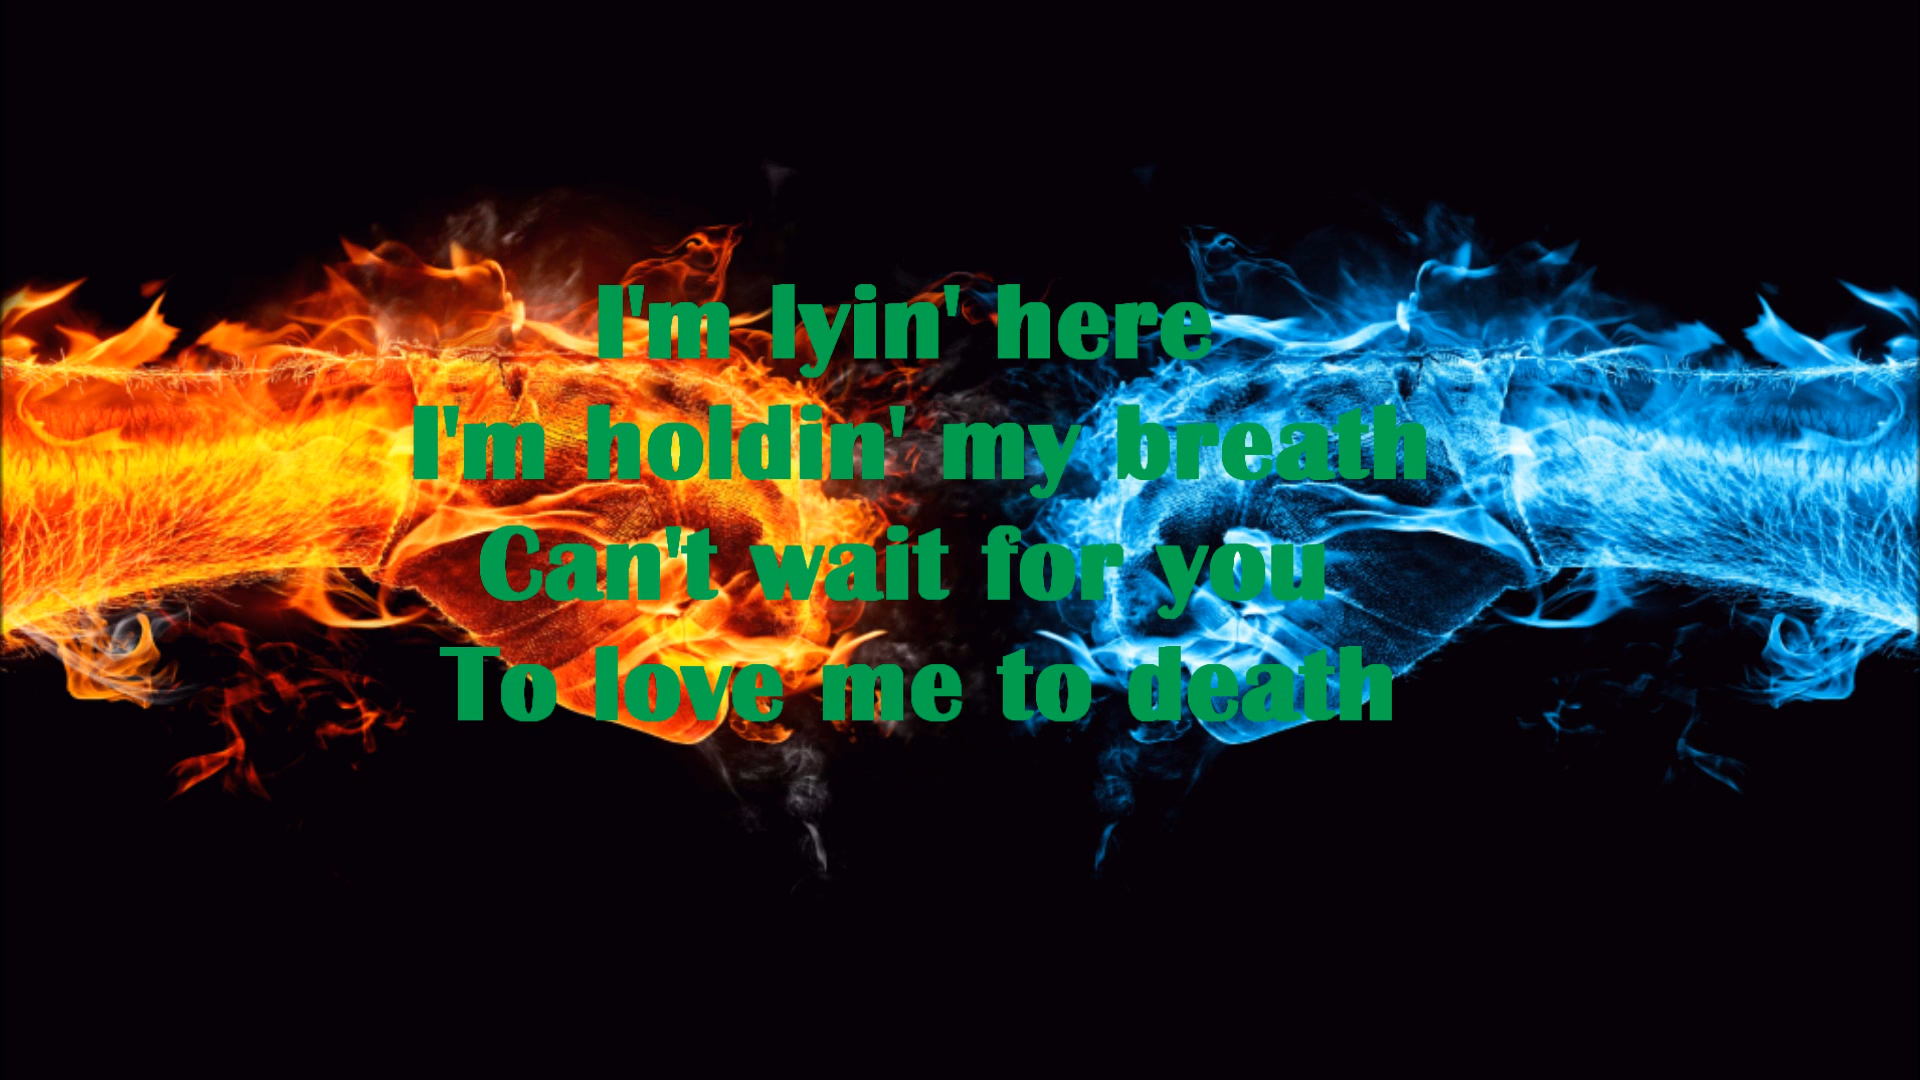 I'm lyin' here
I'm holdin' my breath
Can't wait for you
To love me to death